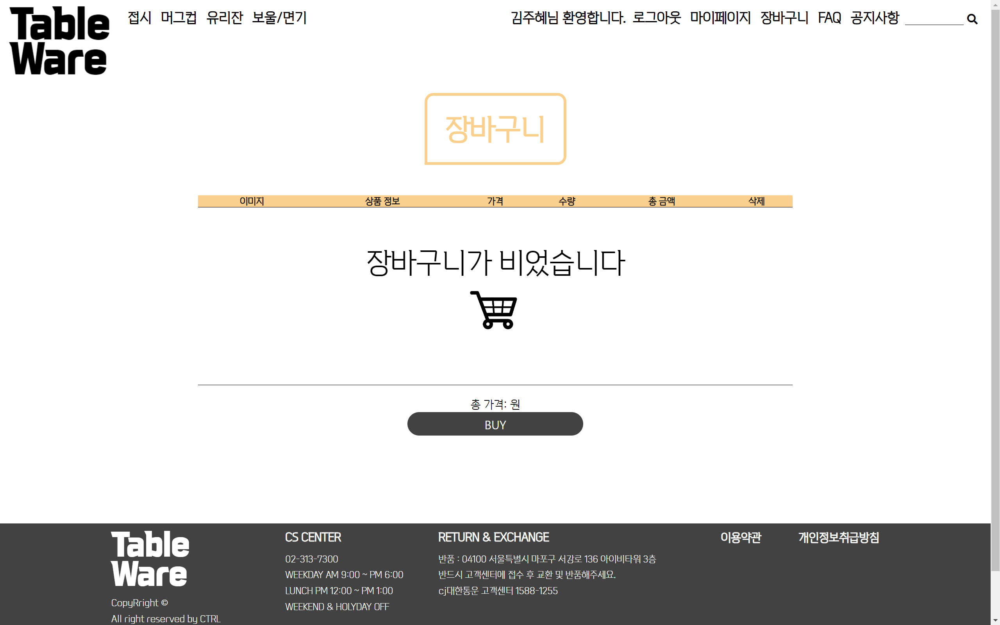 Table
Ware
접시 머그컵 유리잔 보울/면기
김주혜님 환영합니다. 로그아웃 마이페이지 장바구니 FAQ 공지사항
장바구니
이미지 상품 정보 가격 수량 총 금액 삭제
장바구니가 비었습니다
총 가격: 원
BUY
Table
Ware
CopyRright ©
All right reserved by CTRL
CS CENTER
02-313-7300
WEEKDAY AM 9:00 ~ PM 6:00
LUNCH PM 12:00 ~ PM 1:00
WEEKEND & HOLYDAY OFF
RETURN & EXCHANGE
반품 : 04100 서울특별시 마포구 서강로 136 아이비타워 3층
반드시 고객센터에 접수 후 교환 및 반품해주세요.
cj대한통운 고객센터 1588-1255
이용약관 개인정보취급방침